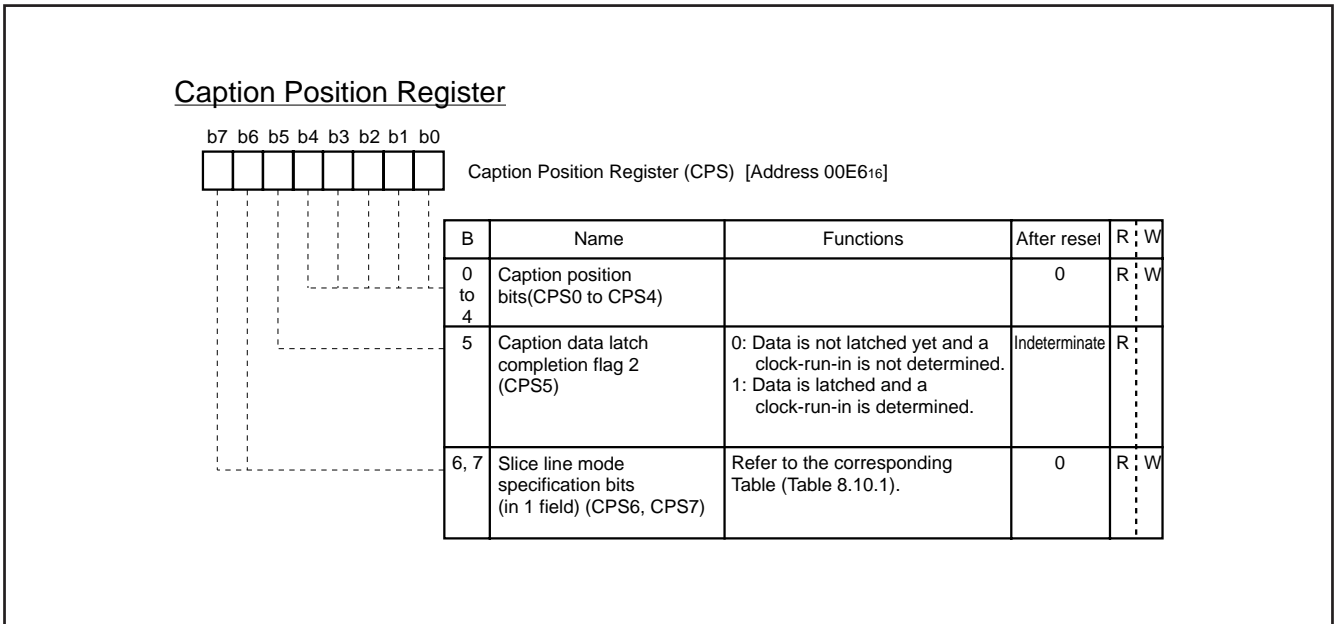 Caption Position Register
b7 b6 b5 b4 b3 b2 b1 b0
Caption Position Register (CPS) [Address 00E616]
B Name Functions After reset R W
0 to 4 Caption position bits(CPS0 to CPS4) 0 R W
5 Caption data latch completion flag 2 (CPS5) 0: Data is not latched yet and a clock-run-in is not determined. 1: Data is latched and a clock-run-in is determined. Indeterminate R
6, 7 Slice line mode specification bits (in 1 field) (CPS6, CPS7) Refer to the corresponding Table (Table 8.10.1). 0 R W